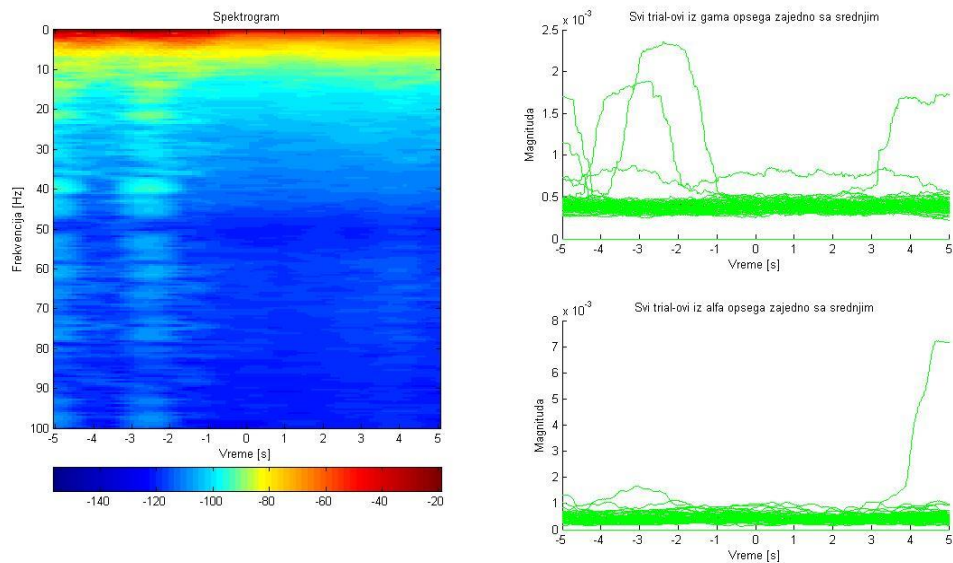 Spektrogram
0
10
20
30
40
50
60
70
80
90
100
Frekvencija [Hz]
-5 -4 -3 -2 -1 0 1 2 3 4 5
Vreme [s]
-140 -120 -100 -80 -60 -40 -20
Svi trial-ovi iz gama opsega zajedno sa srednjim
x 10⁻³
2.5
2
1.5
1
0.5
0
Magnituda
-5 -4 -3 -2 -1 0 1 2 3 4 5
Vreme [s]
Svi trial-ovi iz alfa opsega zajedno sa srednjim
x 10⁻³
8
7
6
5
4
3
2
1
0
Magnituda
-5 -4 -3 -2 -1 0 1 2 3 4 5
Vreme [s]